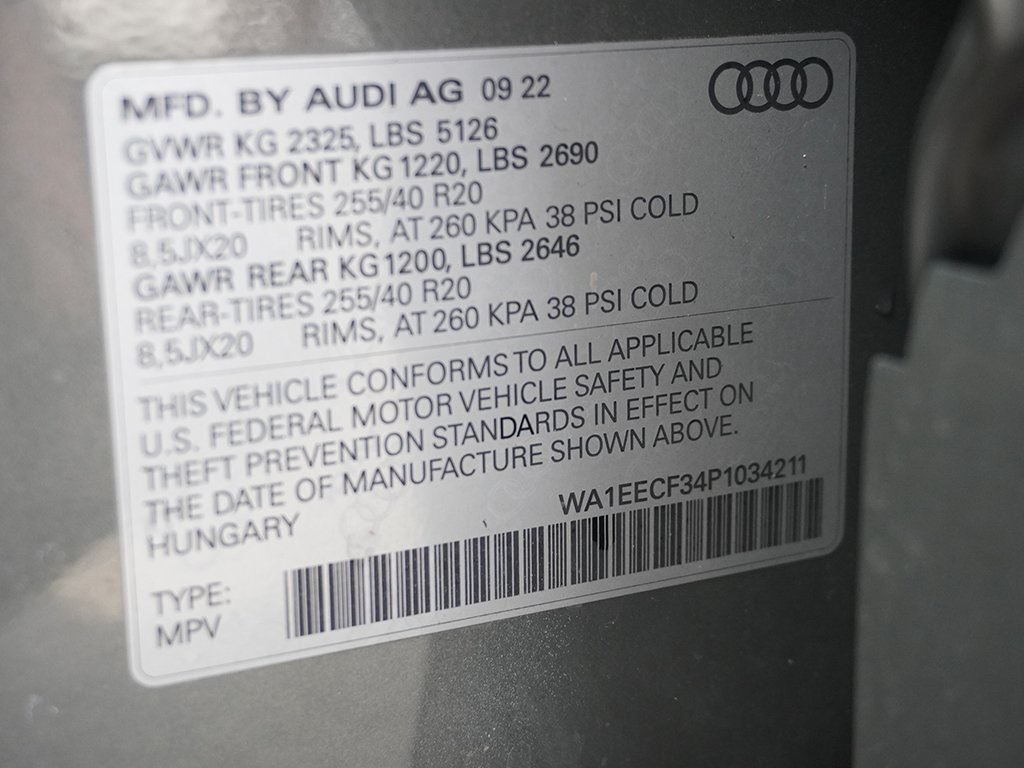 MFD. BY AUDI AG 09 22
GVWR KG 2325, LBS 5126
GAWR FRONT KG 1220, LBS 2690
FRONT-TIRES 255/40 R20
8,5JX20 RIMS, AT 260 KPA 38 PSI COLD
GAWR REAR KG 1200, LBS 2646
REAR-TIRES 255/40 R20
8,5JX20 RIMS, AT 260 KPA 38 PSI COLD
THIS VEHICLE CONFORMS TO ALL APPLICABLE
U.S. FEDERAL MOTOR VEHICLE SAFETY AND
THEFT PREVENTION STANDARDS IN EFFECT ON
THE DATE OF MANUFACTURE SHOWN ABOVE.
HUNGARY
WA1EECF34P1034211
TYPE:
MPV